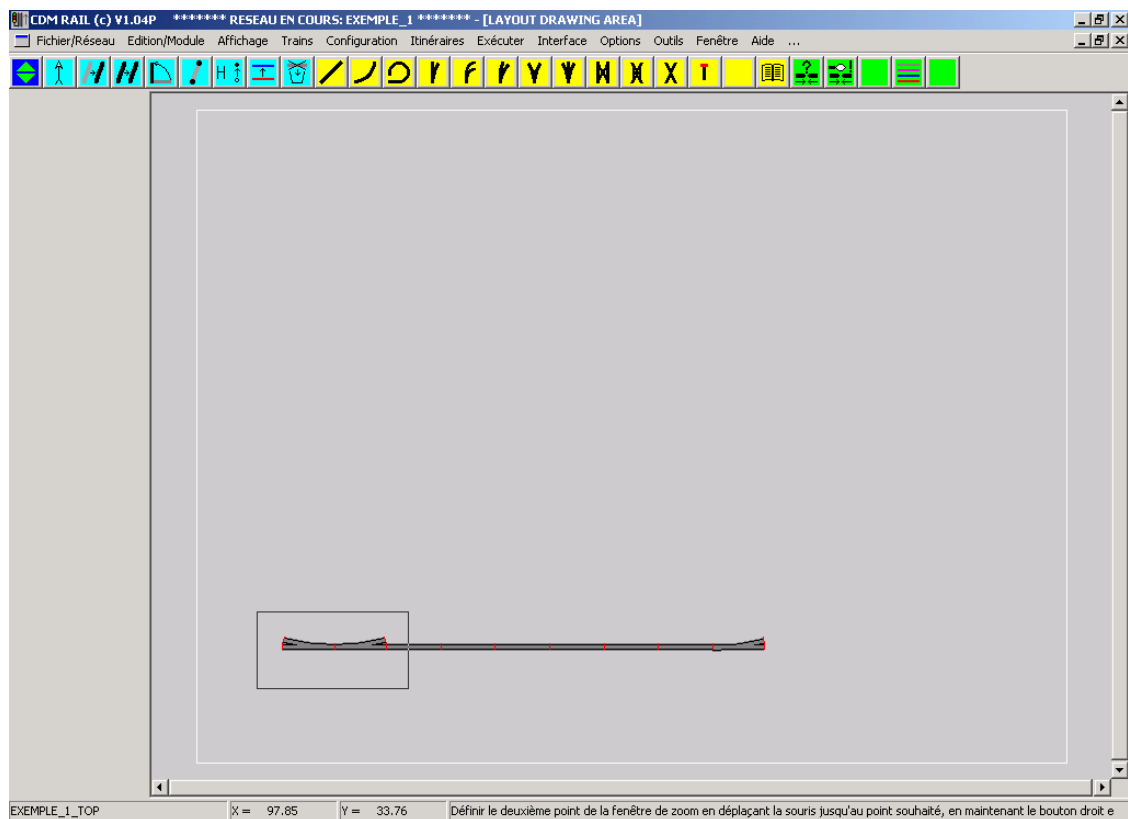 CDM RAIL (c) V1.04P ******* RESEAU EN COURS: EXEMPLE_1 ******* - [LAYOUT DRAWING AREA]
Fichier/Réseau Edition/Module Affichage Trains Configuration Itinéraires Exécuter Interface Options Outils Fenêtre Aide ...
H
EXEMPLE_1_TOP X = 97.85 Y = 33.76 Définir le deuxième point de la fenêtre de zoom en déplaçant la souris jusqu'au point souhaité, en maintenant le bouton droit e